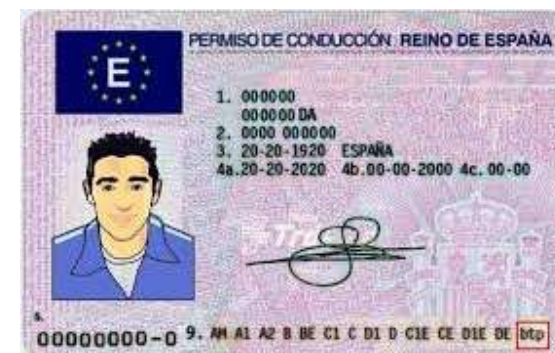 PERMISO DE CONDUCCIÓN REINO DE ESPAÑA
E
1. 000000
000000 DA
2. 0000 000000
3. 20-20-1920 ESPAÑA
4a.20-20-2020 4b.00-00-2000 4c.00-00
5.
00000000-0 9. AM A1 A2 B BE C1 C D1 D C1E CE D1E DE btp